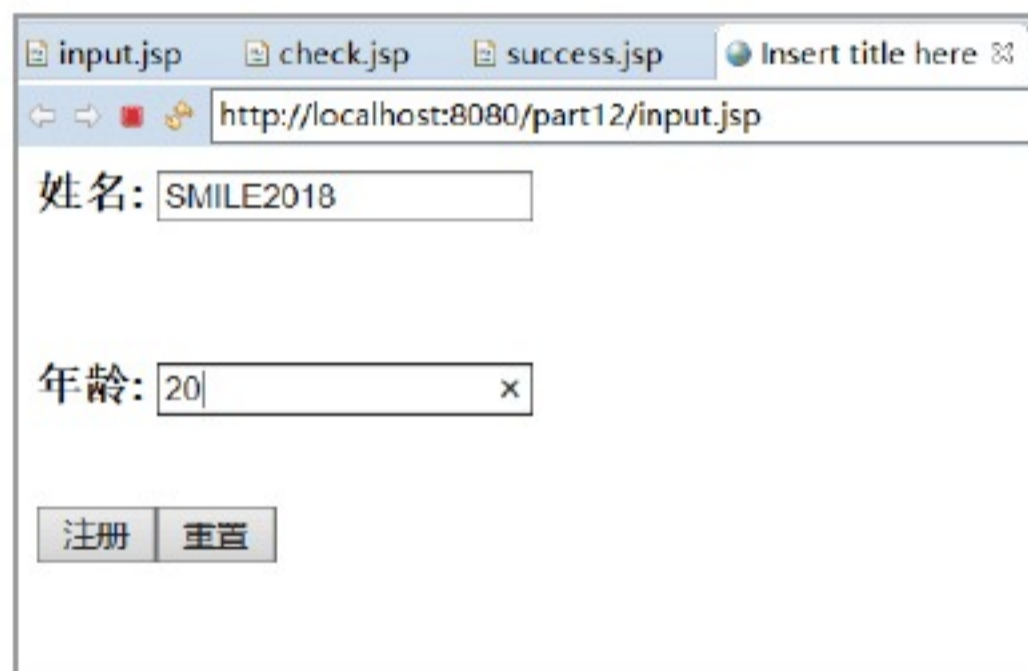 input.jsp check.jsp success.jsp Insert title here
http://localhost:8080/part12/input.jsp
姓名: SMILE2018
年龄: 20
注册 重置